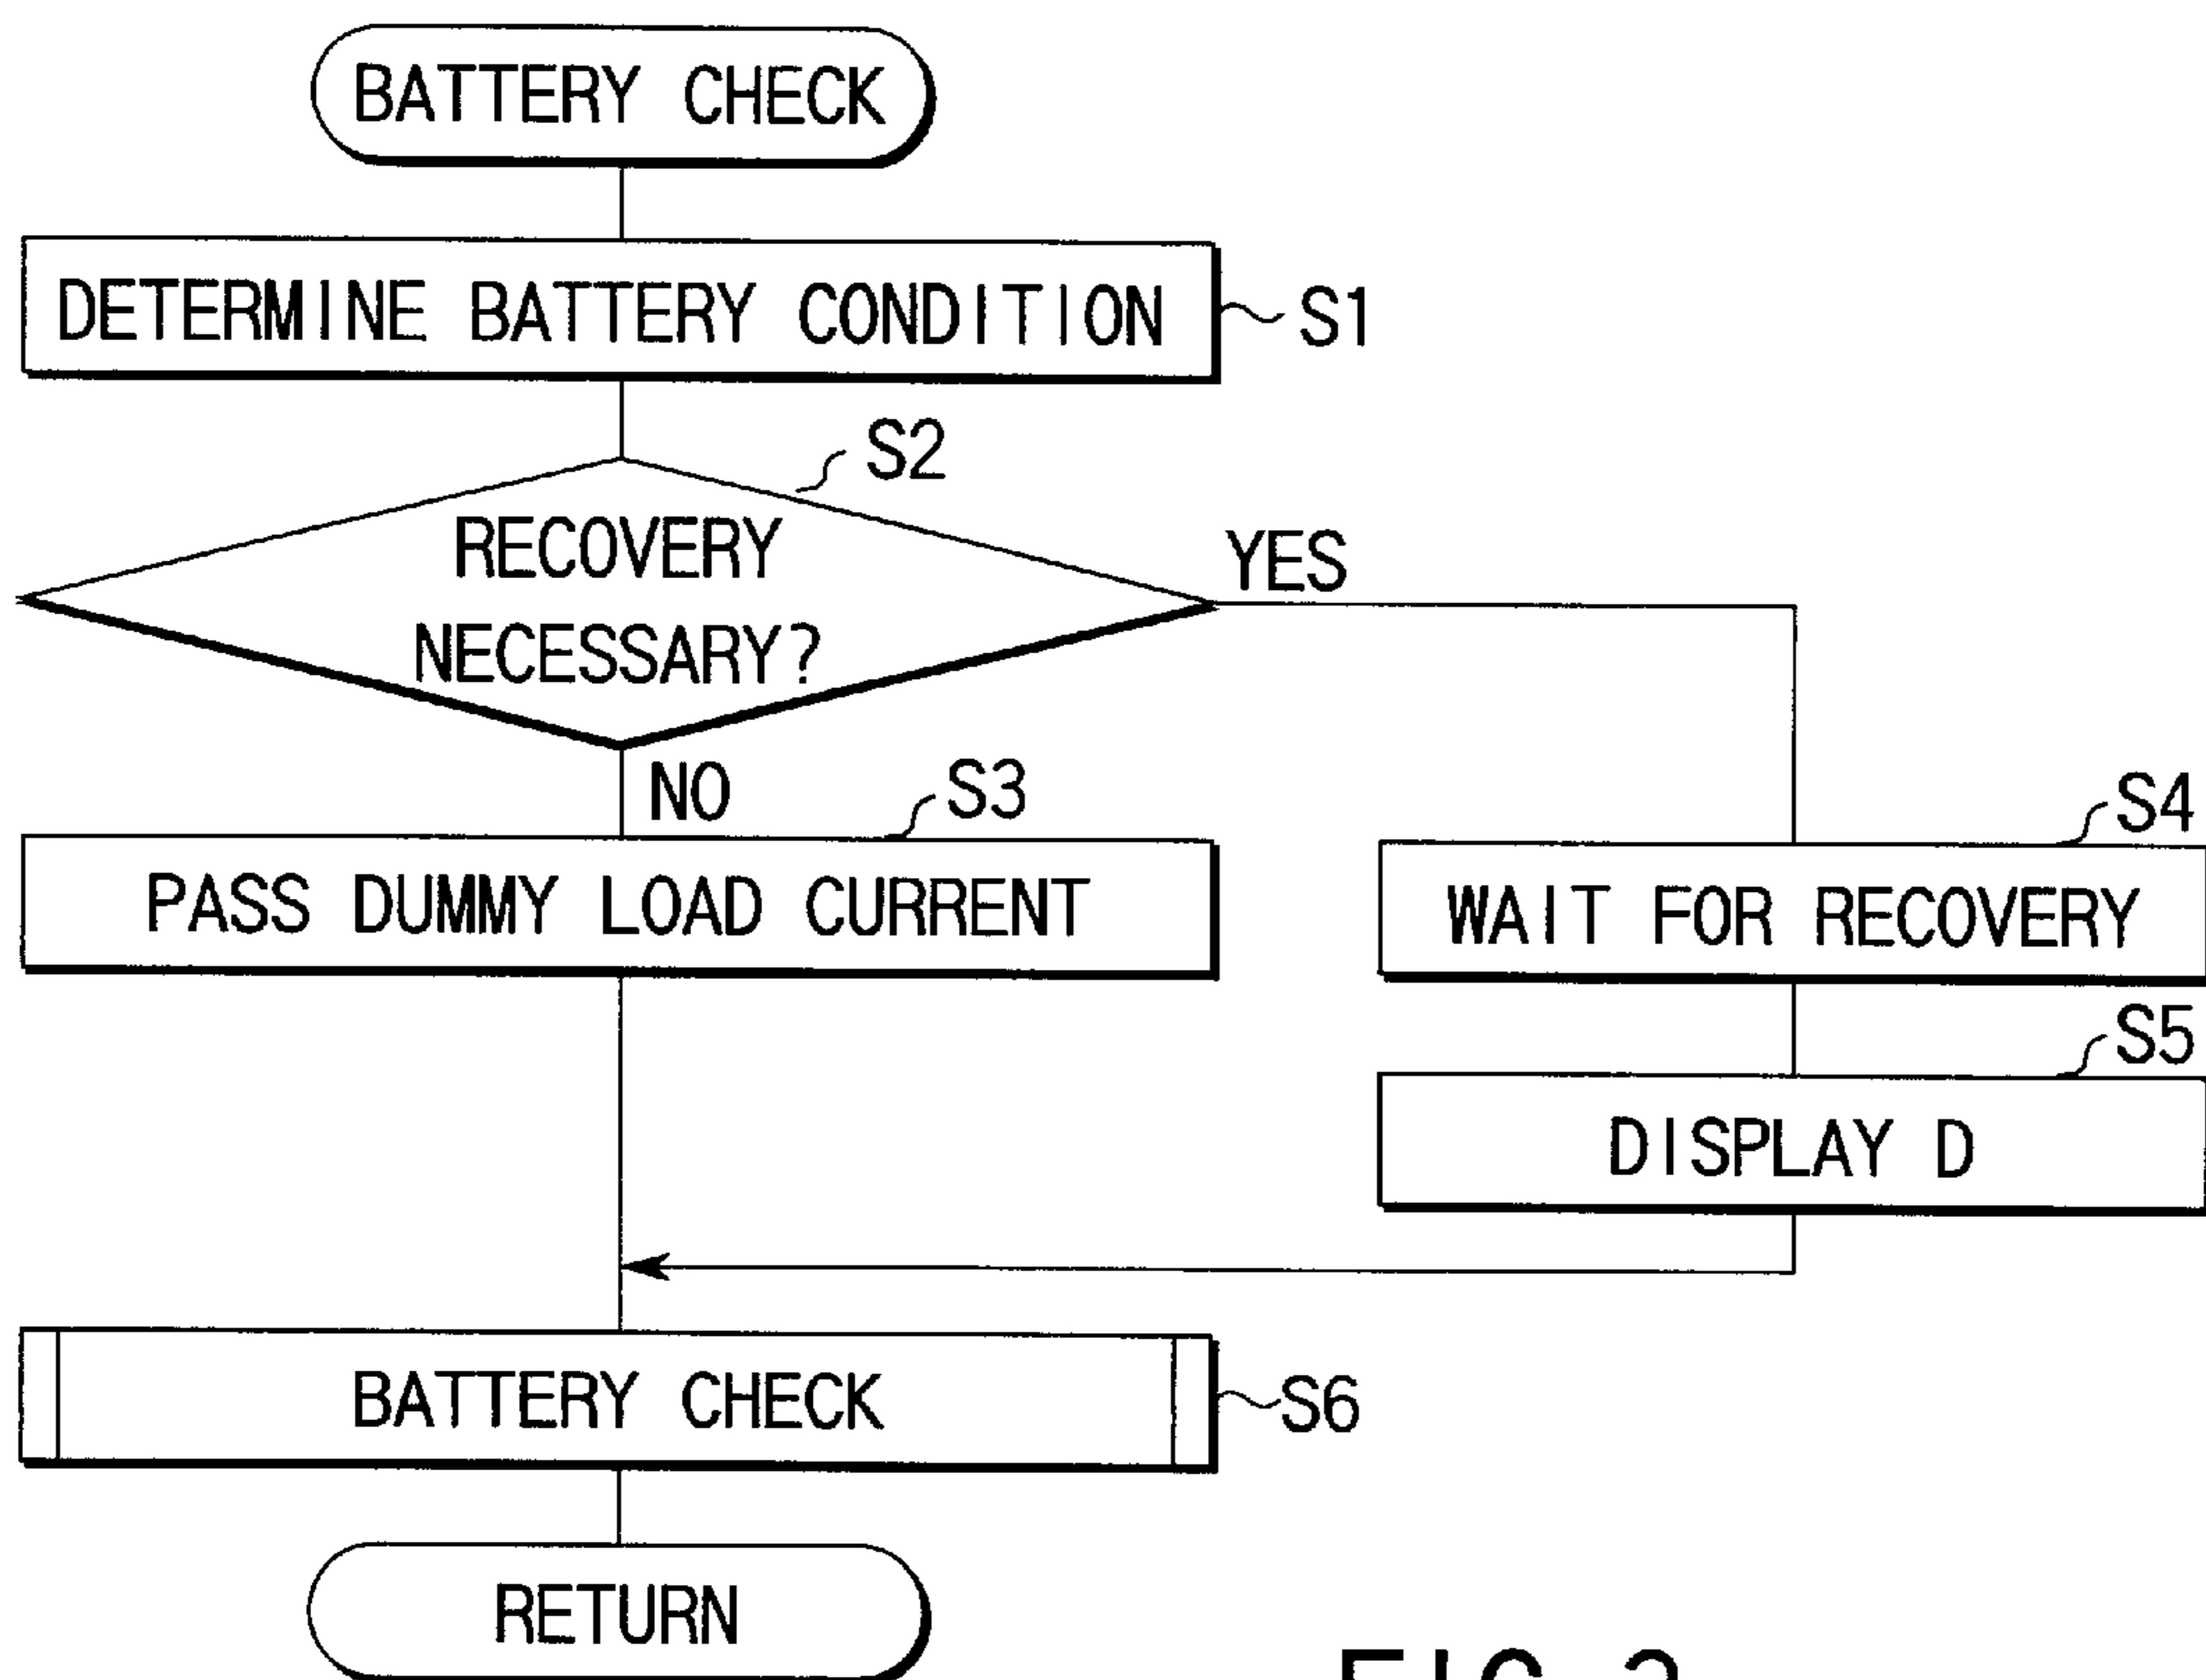 BATTERY CHECK
DETERMINE BATTERY CONDITION
S1
S2
RECOVERY
NECESSARY?
YES
NO
S3
PASS DUMMY LOAD CURRENT
S4
WAIT FOR RECOVERY
S5
DISPLAY D
BATTERY CHECK
S6
RETURN